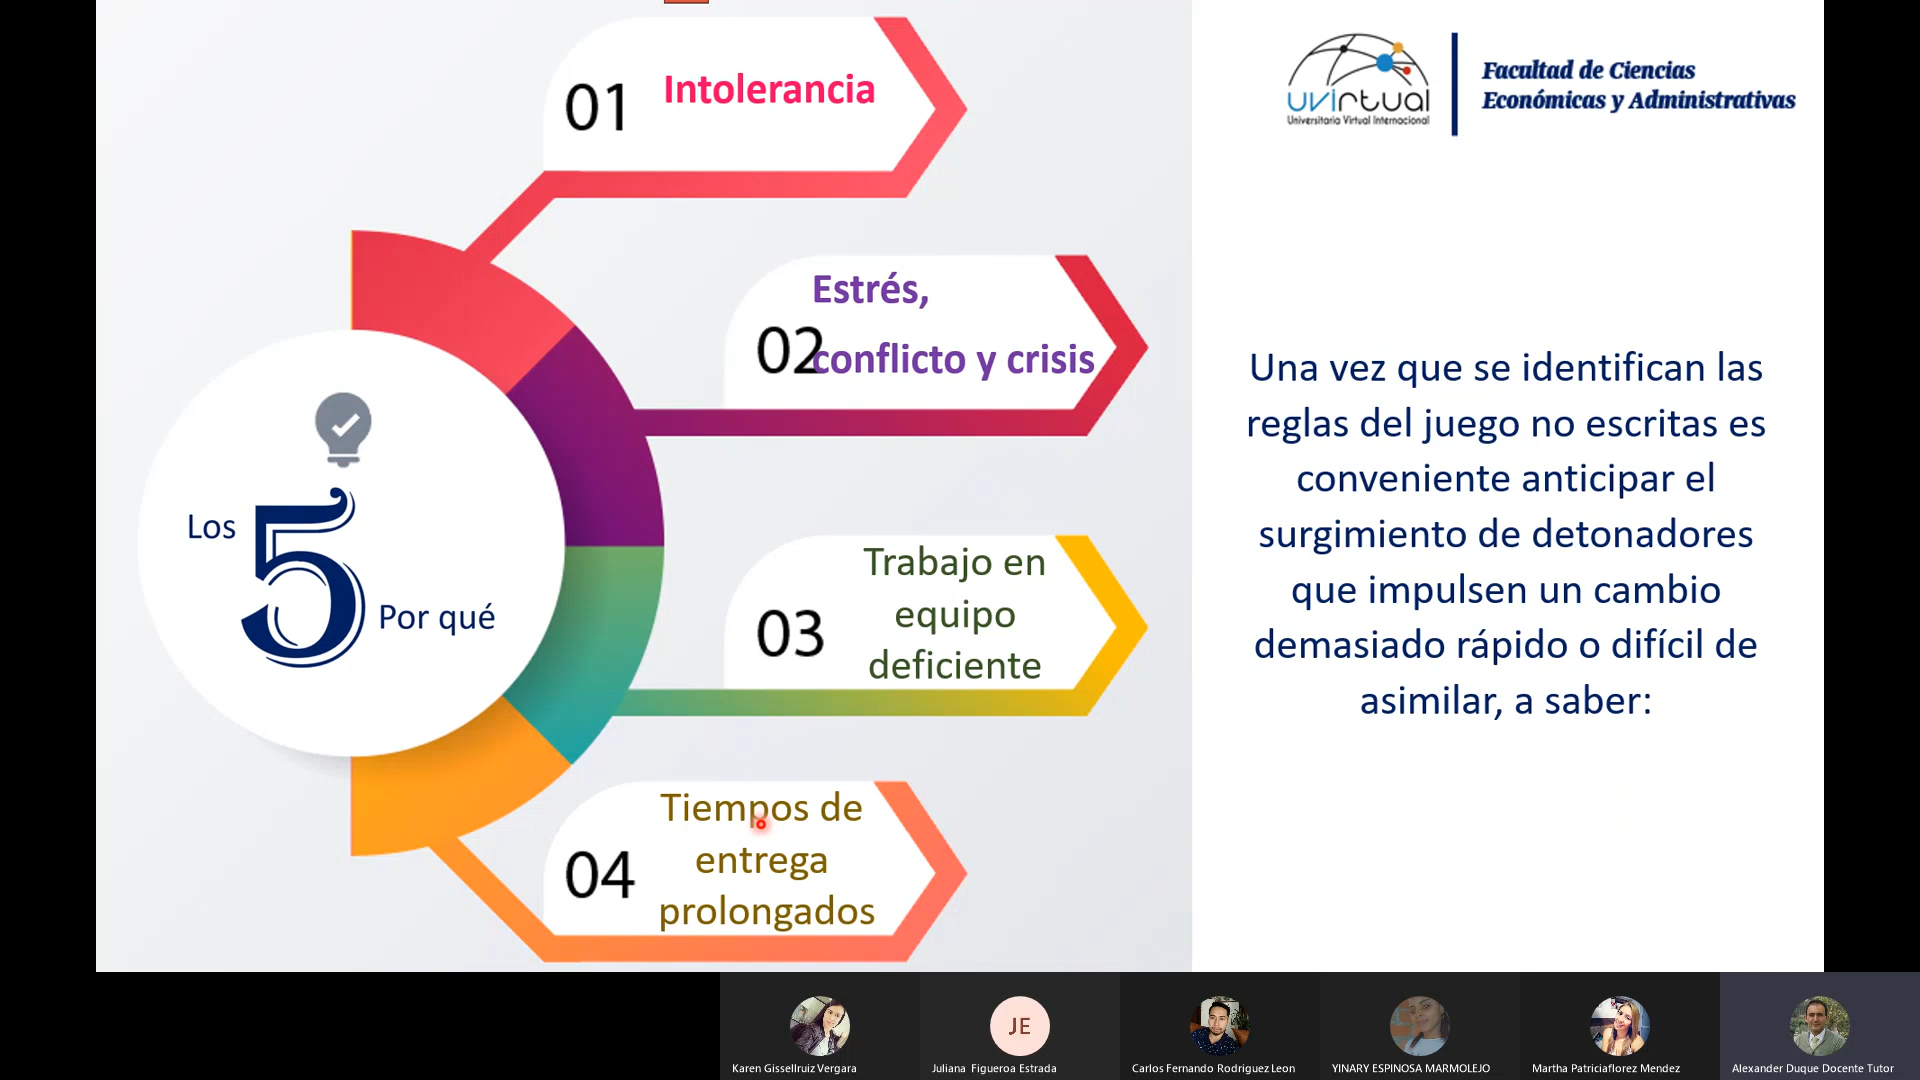 01 Intolerancia
Estrés,
02 conflicto y crisis
Los
5
Por qué
03
Trabajo en
equipo
deficiente
04
Tiempos de
entrega
prolongados
uvirtual
Universitaria Virtual Internacional
Facultad de Ciencias
Económicas y Administrativas
Una vez que se identifican las
reglas del juego no escritas es
conveniente anticipar el
surgimiento de detonadores
que impulsen un cambio
demasiado rápido o difícil de
asimilar, a saber:
JE
Karen Gissellruiz Vergara
Juliana Figueroa Estrada
Carlos Fernando Rodriguez Leon
YINARY ESPINOSA MARMOLEJO
Martha Patriciaflorez Mendez
Alexander Duque Docente Tutor